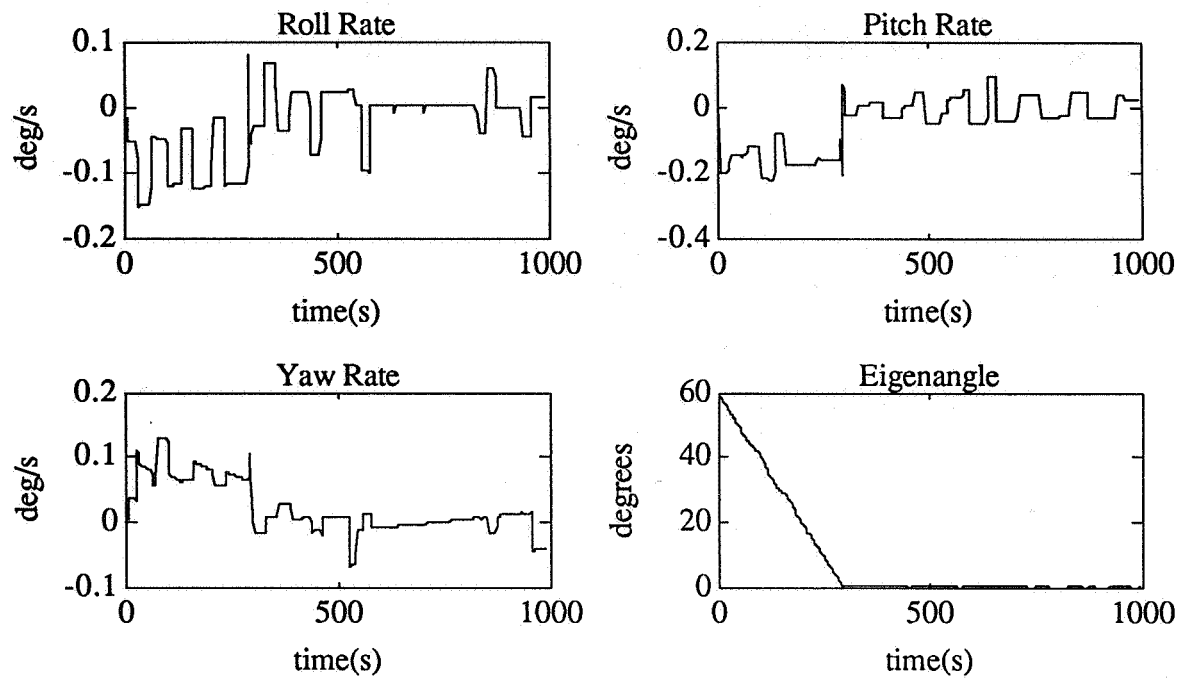 Roll Rate
0.1
0
-0.1
-0.2
deg/s
0 500 1000
time(s)
Pitch Rate
0.2
0
-0.2
-0.4
deg/s
0 500 1000
time(s)
Yaw Rate
0.2
0.1
0
-0.1
deg/s
0 500 1000
time(s)
Eigenangle
60
40
20
0
degrees
0 500 1000
time(s)